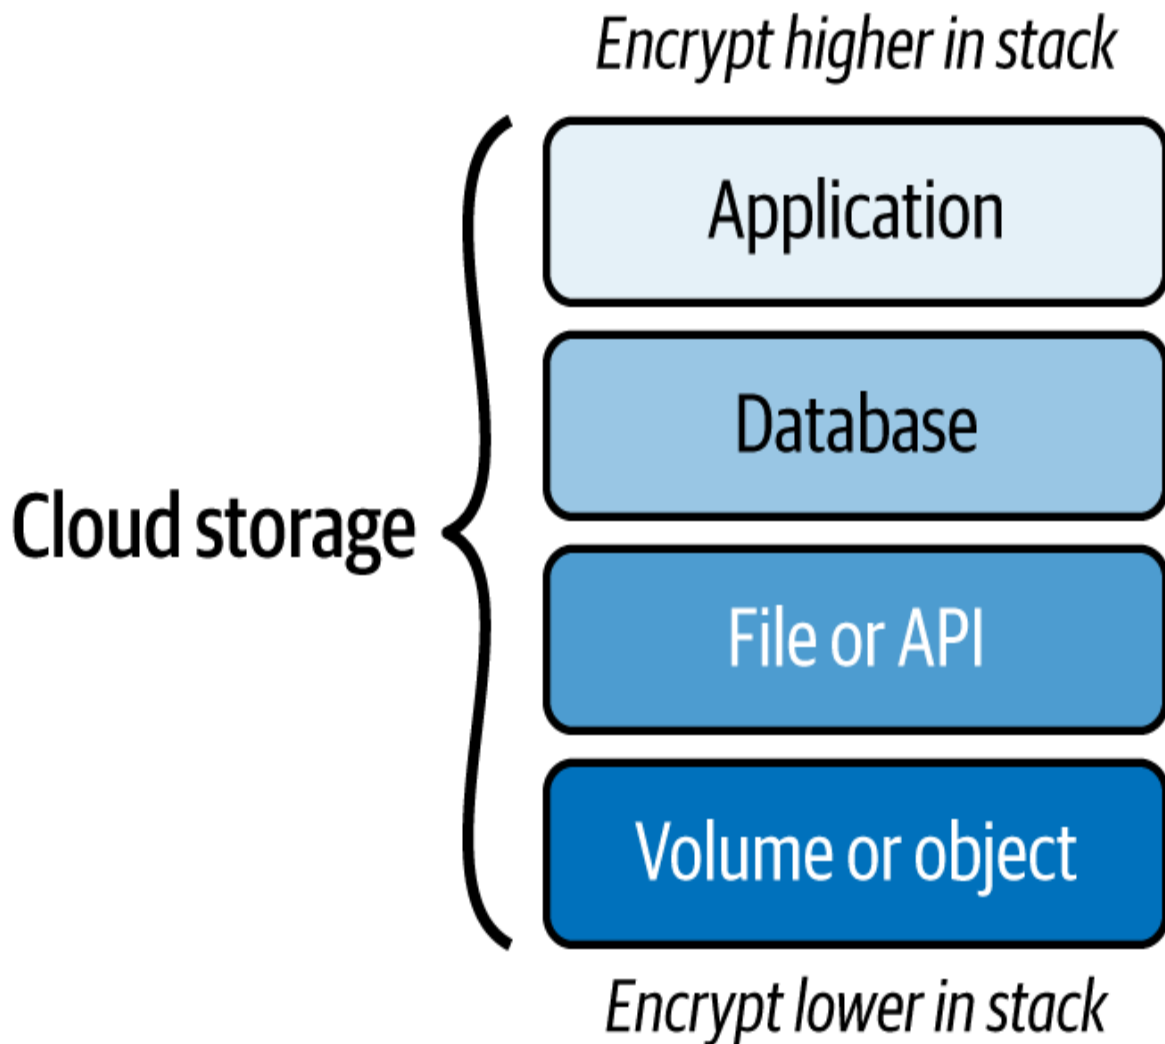 Encrypt higher in stack
Application
Database
Cloud storage
File or API
Volume or object
Encrypt lower in stack